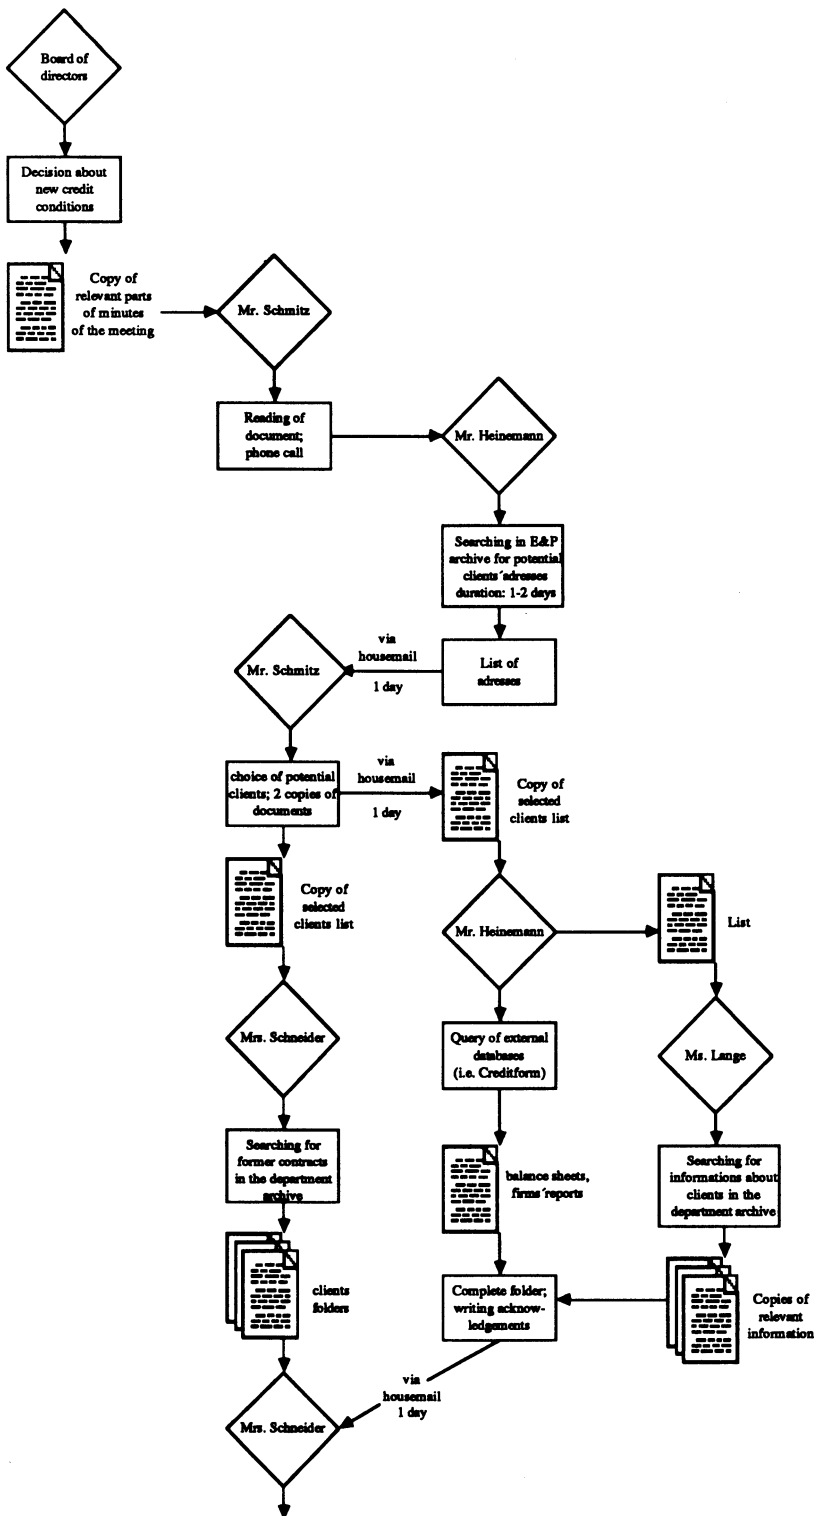 Board of
directors
Decision about
new credit
conditions
Copy of
relevant parts
of minutes
of the meeting
Mr. Schmitz
Reading of
document;
phone call
Mr. Heinemann
Searching in E&P
archive for potential
clients´adresses
duration: 1-2 days
List of
adresses
via
housemail
1 day
Mr. Schmitz
choice of potential
clients; 2 copies of
documents
via
housemail
1 day
Copy of
selected
clients list
Copy of
selected
clients list
Mr. Heinemann
List
Mrs. Schneider
Query of external
databases
(i.e. Creditform)
Ms. Lange
Searching for
former contracts
in the department
archive
balance sheets,
firms´reports
Searching for
informations about
clients in the
department archive
clients
folders
Complete folder;
writing acknow-
ledgements
Copies of
relevant
information
via
housemail
1 day
Mrs. Schneider